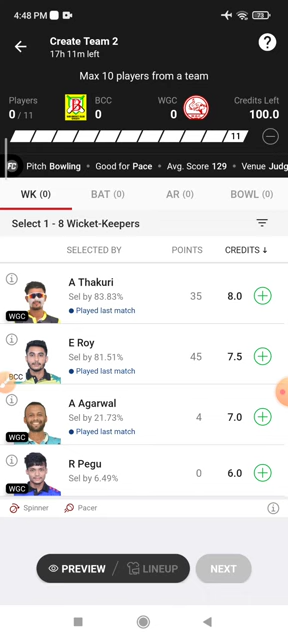 4:48 PM
73
Create Team 2
17h 11m left
?
Max 10 players from a team
Players
0 / 11
BCC
0
WGC
0
Credits Left
100.0
11
FC Pitch Bowling • Good for Pace • Avg. Score 129 • Venue Judg
WK (0)
BAT (0)
AR (0)
BOWL (0)
Select 1 - 8 Wicket-Keepers
SELECTED BY
POINTS
CREDITS ↓
A Thakuri
Sel by 83.83%
35
8.0
Played last match
WGC
E Roy
Sel by 81.51%
45
7.5
Played last match
BCC
A Agarwal
Sel by 21.73%
4
7.0
Played last match
WGC
R Pegu
Sel by 6.49%
0
6.0
WGC
Spinner
Pacer
PREVIEW / LINEUP
NEXT